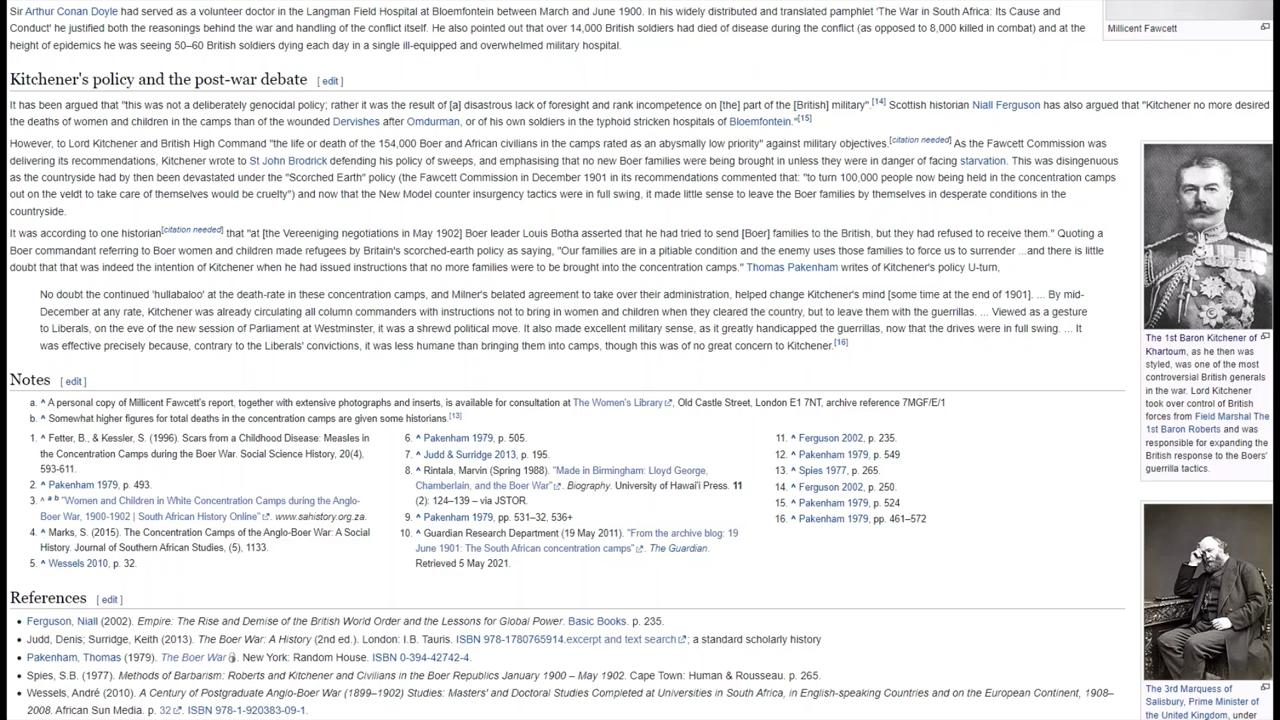 Sir Arthur Conan Doyle had served as a volunteer doctor in the Langman Field Hospital at Bloemfontein between March and June 1900. In his widely distributed and translated pamphlet 'The War in South Africa: Its Cause and
Conduct' he justified both the reasoning behind the war and handling of the conflict itself. He also pointed out that over 14,000 British soldiers had died of disease during the conflict (as opposed to 8,000 killed in combat) and at the
height of epidemics he was seeing 50–60 British soldiers dying each day in a single ill-equipped and overwhelmed military hospital.
Millicent Fawcett
Kitchener's policy and the post-war debate [ edit ]
It has been argued that "this was not a deliberately genocidal policy; rather it was the result of [a] disastrous lack of foresight and rank incompetence on [the] part of the [British] military".[14] Scottish historian Niall Ferguson has also argued that "Kitchener no more desired
the deaths of women and children in the camps than of the wounded Dervishes after Omdurman, or of his own soldiers in the typhoid stricken hospitals of Bloemfontein."[15]
However, to Lord Kitchener and British High Command "the life or death of the 154,000 Boer and African civilians in the camps rated as an abysmally low priority" against military objectives.[citation needed] As the Fawcett Commission was
delivering its recommendations, Kitchener wrote to St John Brodrick defending his policy of sweeps, and emphasising that no new Boer families were being brought in unless they were in danger of facing starvation. This was disingenuous
as the countryside had by then been devastated under the "Scorched Earth" policy (the Fawcett Commission in December 1901 in its recommendations commented that: "to turn 100,000 people now being held in the concentration camps
out on the veldt to take care of themselves would be cruelty") and now that the New Model counter insurgency tactics were in full swing, it made little sense to leave the Boer families by themselves in desperate conditions in the
countryside.
It was according to one historian[citation needed] that "at [the Vereeniging negotiations in May 1902] Boer leader Louis Botha asserted that he had tried to send [Boer] families to the British, but they had refused to receive them." Quoting a
Boer commandant referring to Boer women and children made refugees by Britain's scorched-earth policy as saying, "Our families are in a pitiable condition and the enemy uses those families to force us to surrender ...and there is little
doubt that that was indeed the intention of Kitchener when he had issued instructions that no more families were to be brought into the concentration camps." Thomas Pakenham writes of Kitchener's policy U-turn,
No doubt the continued 'hullabaloo' at the death-rate in these concentration camps, and Milner's belated agreement to take over their administration, helped change Kitchener's mind [some time at the end of 1901]. ... By mid-
December at any rate, Kitchener was already circulating all column commanders with instructions not to bring in women and children when they cleared the country, but to leave them with the guerrillas. ... Viewed as a gesture
to Liberals, on the eve of the new session of Parliament at Westminster, it was a shrewd political move. It also made excellent military sense, as it greatly handicapped the guerrillas, now that the drives were in full swing. ... It
was effective precisely because, contrary to the Liberals' convictions, it was less humane than bringing them into camps, though this was of no great concern to Kitchener.[16]
The 1st Baron Kitchener of
Khartoum, as he then was
styled, was one of the most
controversial British generals
in the war. Lord Kitchener
took over control of British
forces from Field Marshal The
1st Baron Roberts and was
responsible for expanding the
British response to the Boers'
guerrilla tactics.
Notes [ edit ]
a. ^ A personal copy of Millicent Fawcett's report, together with extensive photographs and inserts, is available for consultation at The Women's Library, Old Castle Street, London E1 7NT, archive reference 7MGF/E/1
b. ^ Somewhat higher figures for total deaths in the concentration camps are given some historians.[13]
1. ^ Fetter, B., & Kessler, S. (1996). Scars from a Childhood Disease: Measles in
the Concentration Camps during the Boer War. Social Science History, 20(4).
593-611.
2. ^ Pakenham 1979, p. 493.
3. ^ a b "Women and Children in White Concentration Camps during the Anglo-
Boer War, 1900-1902 | South African History Online". www.sahistory.org.za.
4. ^ Marks, S. (2015). The Concentration Camps of the Anglo-Boer War: A Social
History. Journal of Southern African Studies, (5), 1133.
5. ^ Wessels 2010, p. 32.
6. ^ Pakenham 1979, p. 505.
7. ^ Judd & Surridge 2013, p. 195.
8. ^ Rintala, Marvin (Spring 1988). "Made in Birmingham: Lloyd George,
Chamberlain, and the Boer War". Biography. University of Hawai'i Press. 11
(2): 124–139 – via JSTOR.
9. ^ Pakenham 1979, pp. 531–32, 536+
10. ^ Guardian Research Department (19 May 2011). "From the archive blog: 19
June 1901: The South African concentration camps". The Guardian.
Retrieved 5 May 2021.
11. ^ Ferguson 2002, p. 235.
12. ^ Pakenham 1979, p. 549
13. ^ Spies 1977, p. 265.
14. ^ Ferguson 2002, p. 250.
15. ^ Pakenham 1979, p. 524
16. ^ Pakenham 1979, pp. 461–572
References [ edit ]
• Ferguson, Niall (2002). Empire: The Rise and Demise of the British World Order and the Lessons for Global Power. Basic Books. p. 235.
• Judd, Denis; Surridge, Keith (2013). The Boer War: A History (2nd ed.). London: I.B. Tauris. ISBN 978-1780765914.excerpt and text search; a standard scholarly history
• Pakenham, Thomas (1979). The Boer War. New York: Random House. ISBN 0-394-42742-4.
• Spies, S.B. (1977). Methods of Barbarism: Roberts and Kitchener and Civilians in the Boer Republics January 1900 – May 1902. Cape Town: Human & Rousseau. p. 265.
• Wessels, André (2010). A Century of Postgraduate Anglo-Boer War (1899–1902) Studies: Masters' and Doctoral Studies Completed at Universities in South Africa, in English-speaking Countries and on the European Continent, 1908–
2008. African Sun Media. p. 32. ISBN 978-1-920383-09-1.
The 3rd Marquess of
Salisbury, Prime Minister of
the United Kingdom, under